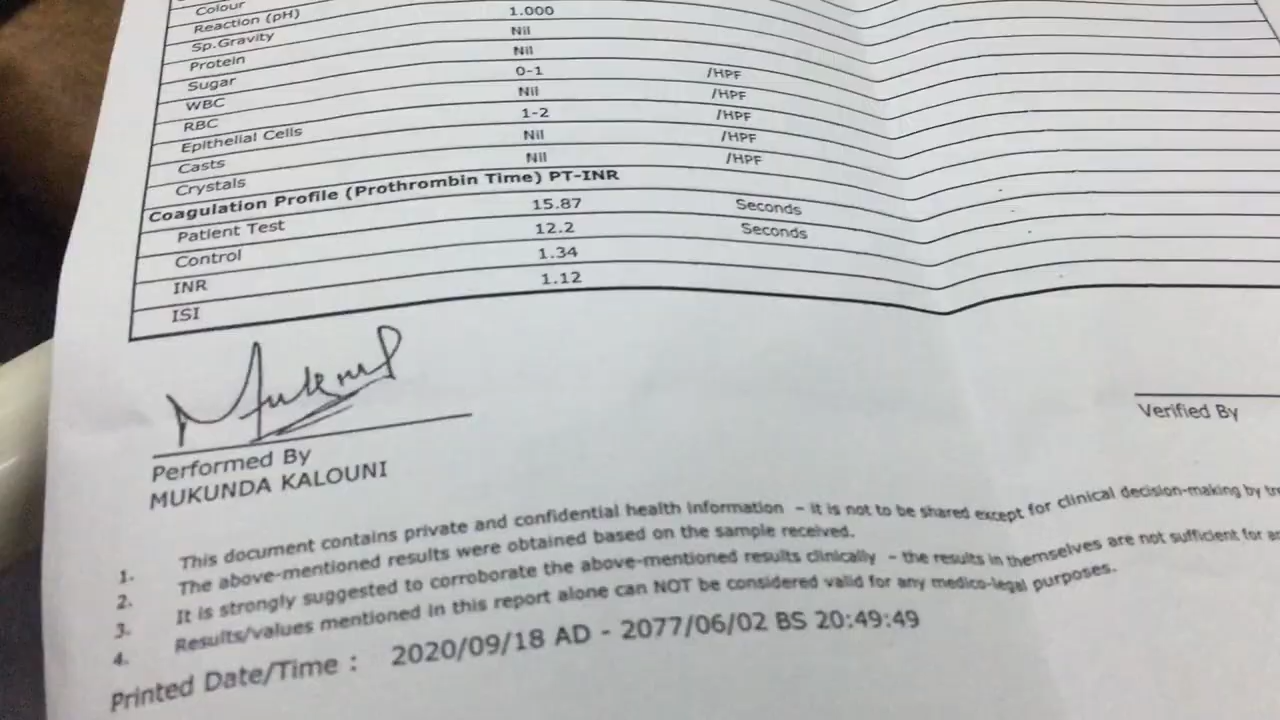 Colour
Reaction (pH)
Sp.Gravity 1.000
Protein Nil
Sugar Nil
WBC 0-1 /HPF
RBC Nil /HPF
Epithelial Cells 1-2 /HPF
Casts Nil /HPF
Crystals Nil /HPF
Coagulation Profile (Prothrombin Time) PT-INR
Patient Test 15.87 Seconds
Control 12.2 Seconds
INR 1.34
ISI 1.12
Mukund
Performed By
MUKUNDA KALOUNI
Verified By
1. This document contains private and confidential health information – it is not to be shared except for clinical decision-making by
2. The above-mentioned results were obtained based on the sample received.
3. It is strongly suggested to corroborate the above-mentioned results clinically – the results in themselves are not sufficient for
4. Results/values mentioned in this report alone can NOT be considered valid for any medico-legal purposes.
Printed Date/Time : 2020/09/18 AD - 2077/06/02 BS 20:49:49